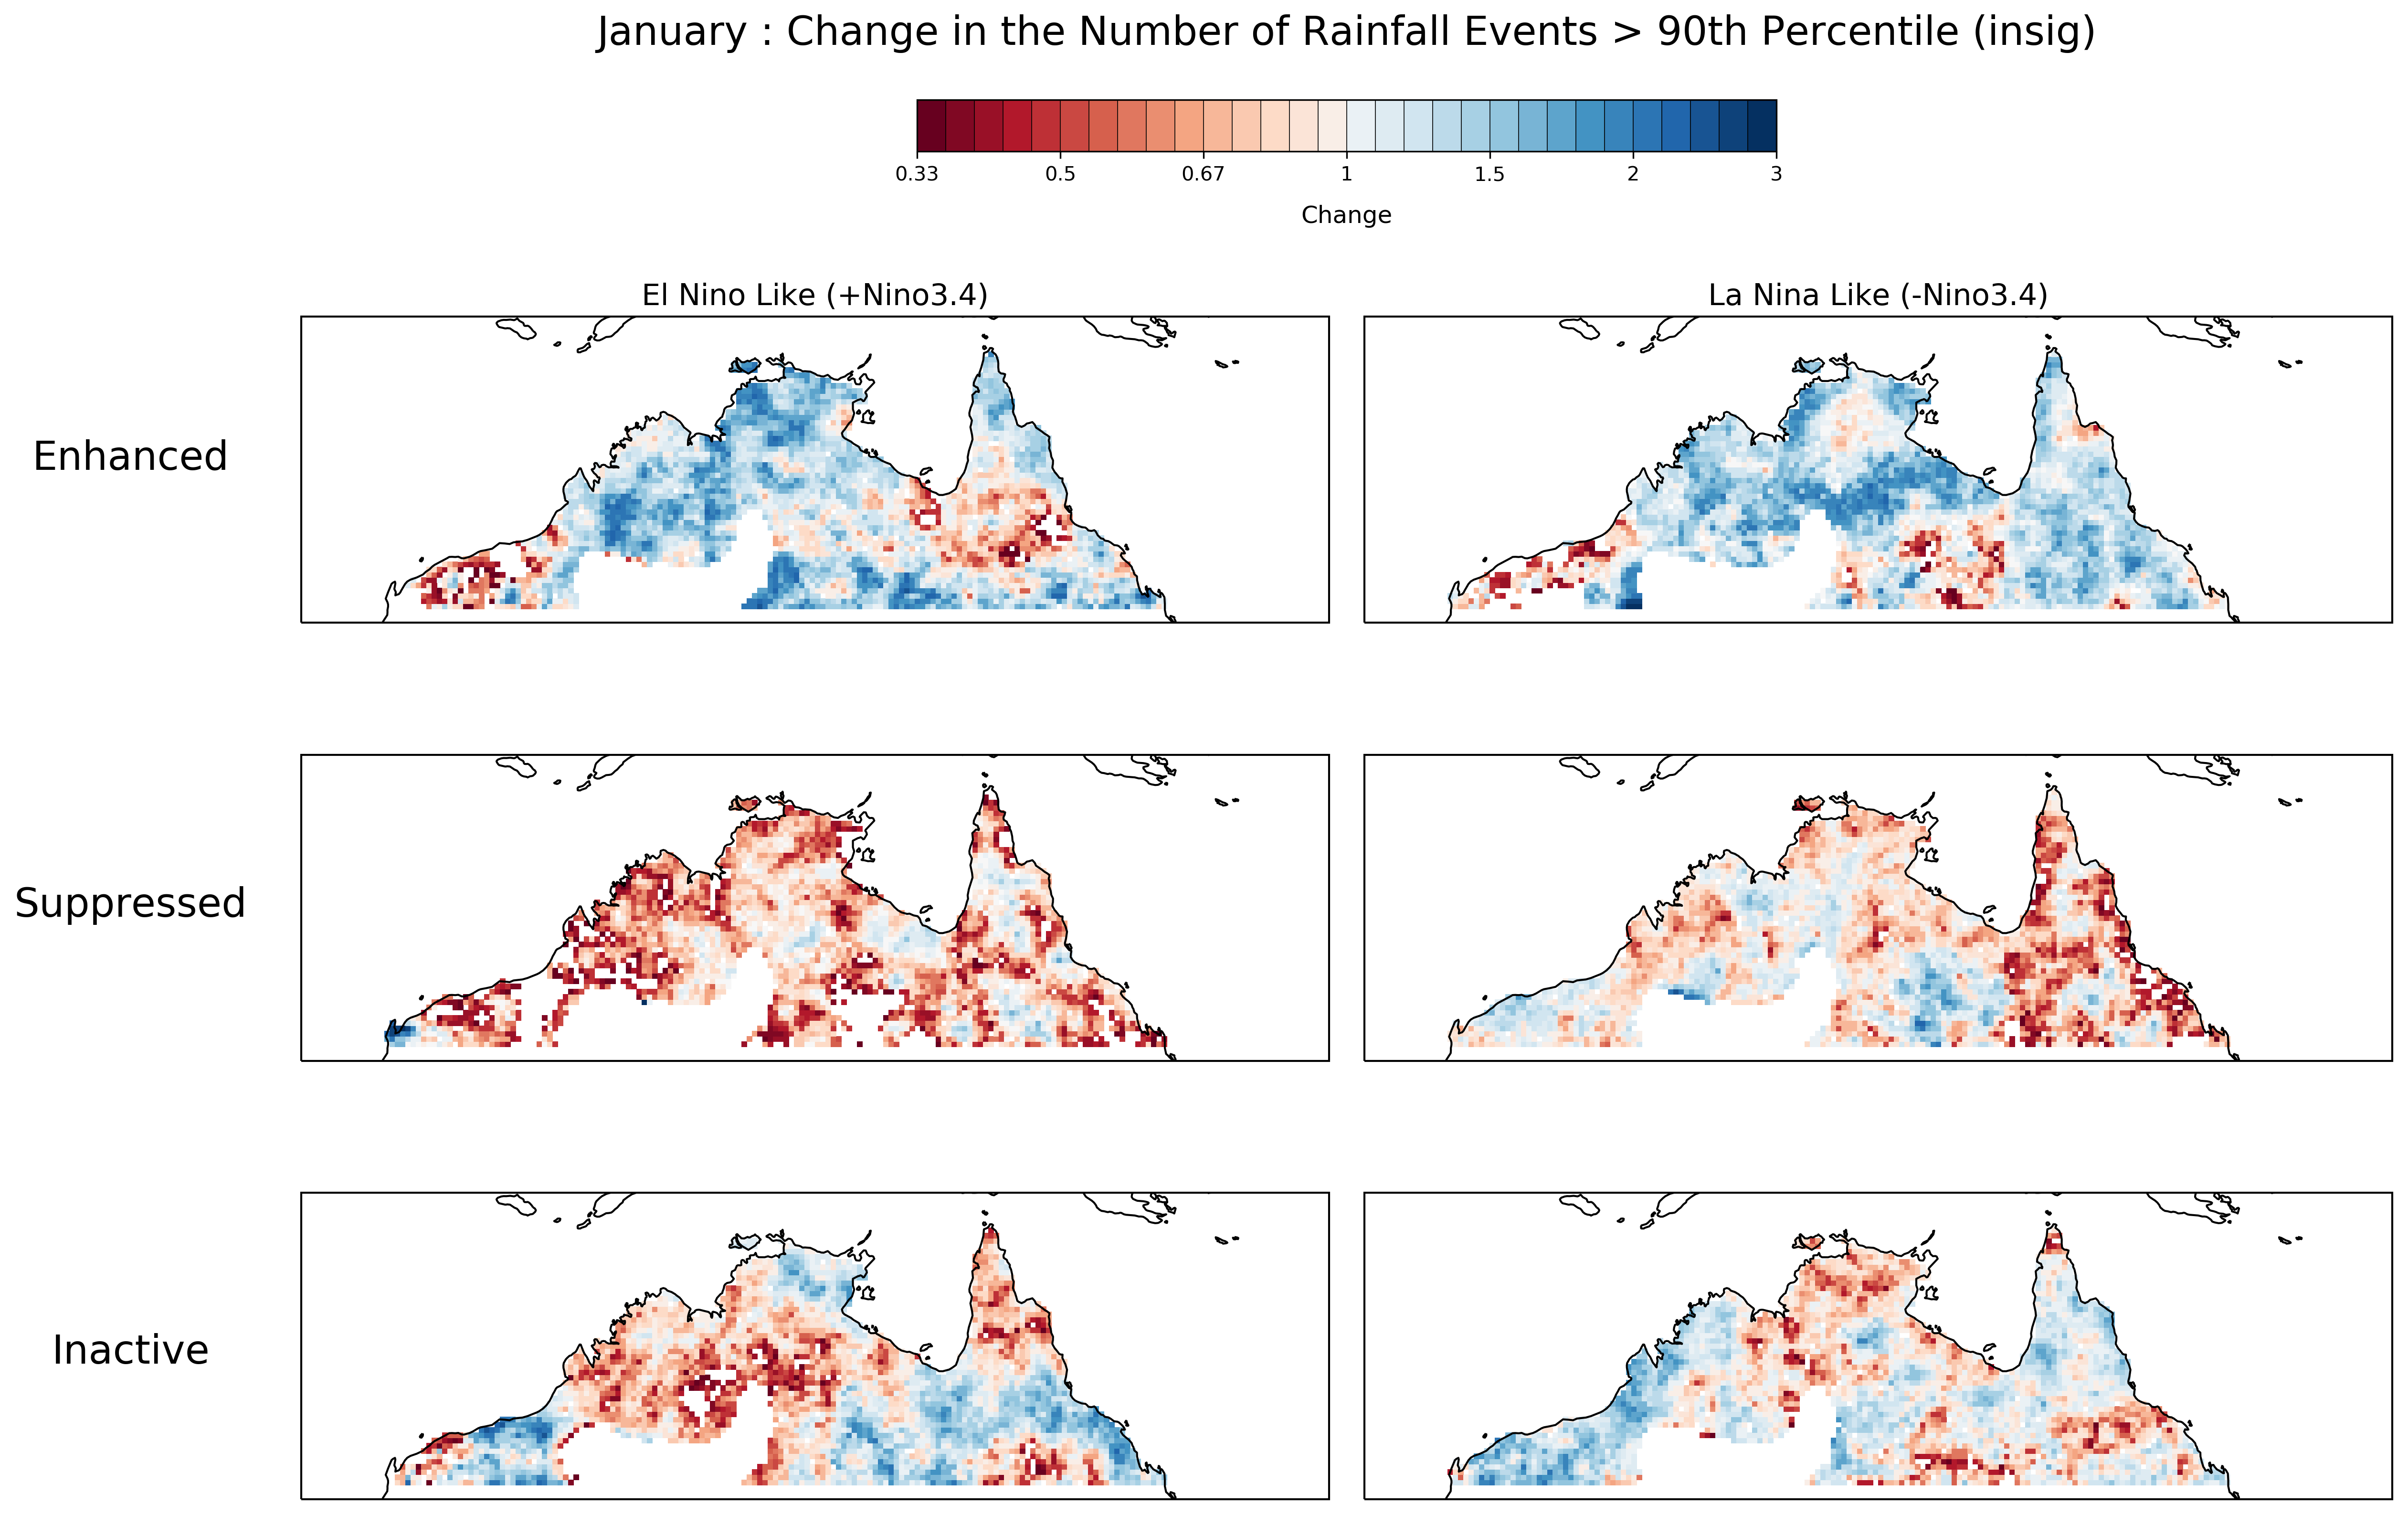 January : Change in the Number of Rainfall Events > 90th Percentile (insig)
0.33 0.5 0.67 1 1.5 2 3
Change
El Nino Like (+Nino3.4) La Nina Like (-Nino3.4)
Enhanced
Suppressed
Inactive